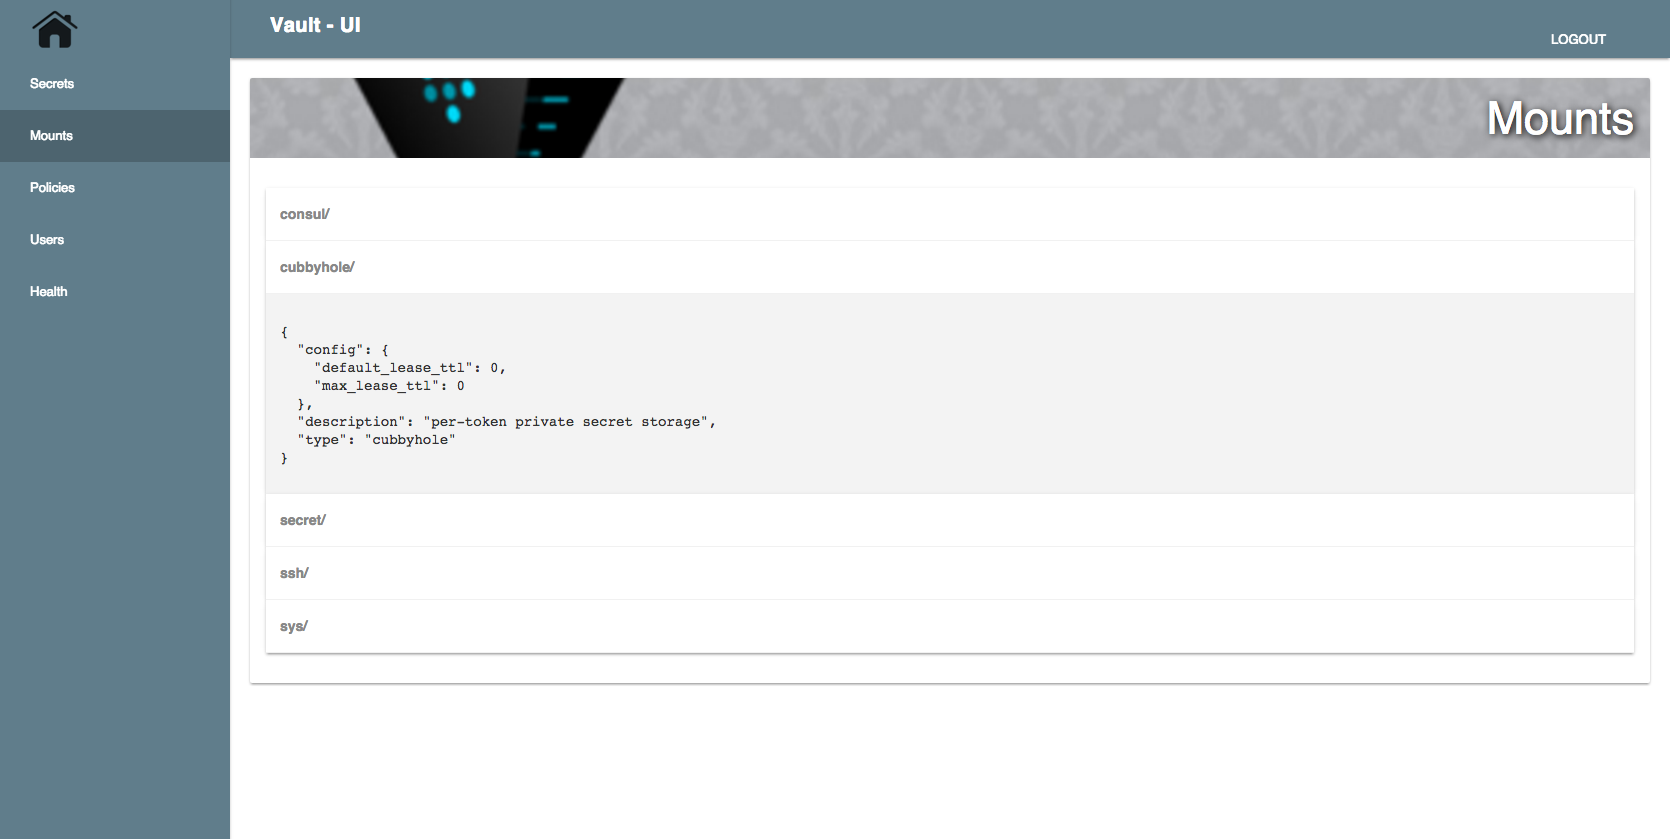 Vault - UI
LOGOUT
Secrets
Mounts
Policies
Users
Health
Mounts
consul/
cubbyhole/
{
  "config": {
    "default_lease_ttl": 0,
    "max_lease_ttl": 0
  },
  "description": "per-token private secret storage",
  "type": "cubbyhole"
}
secret/
ssh/
sys/